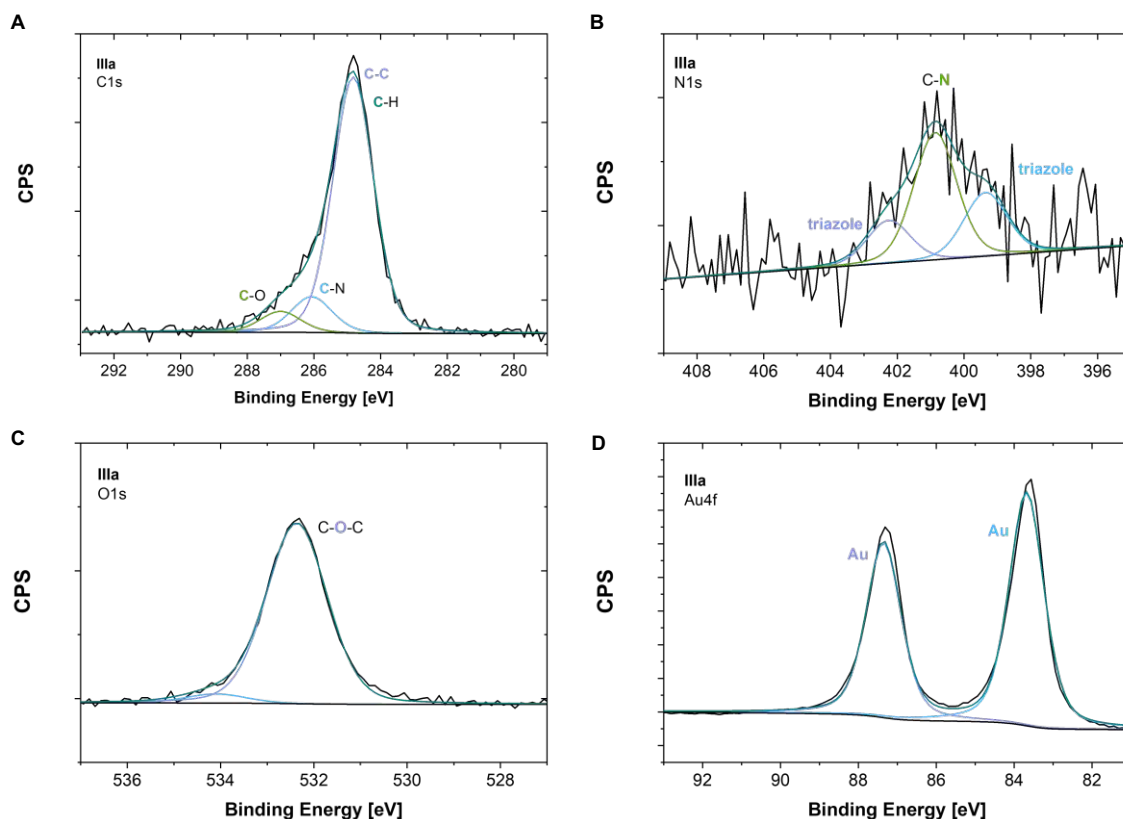 A
IIIa
C1s
C-C
C-H
C-O
C-N
CPS
292 290 288 286 284 282 280
Binding Energy [eV]
B
IIIa
N1s
C-N
triazole
triazole
CPS
408 406 404 402 400 398 396
Binding Energy [eV]
C
IIIa
O1s
C-O-C
CPS
536 534 532 530 528
Binding Energy [eV]
D
IIIa
Au4f
Au
Au
CPS
92 90 88 86 84 82
Binding Energy [eV]